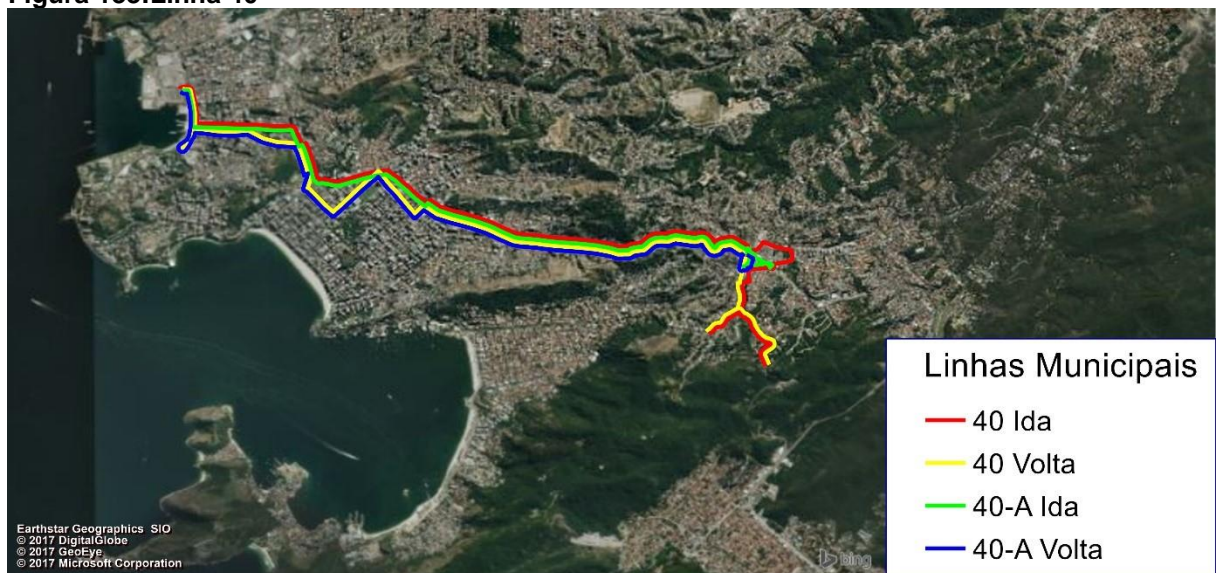 Linhas Municipais
40 Ida
40 Volta
40-A Ida
40-A Volta
Earthstar Geographics SIO
© 2017 DigitalGlobe
© 2017 GeoEye
© 2017 Microsoft Corporation
bing